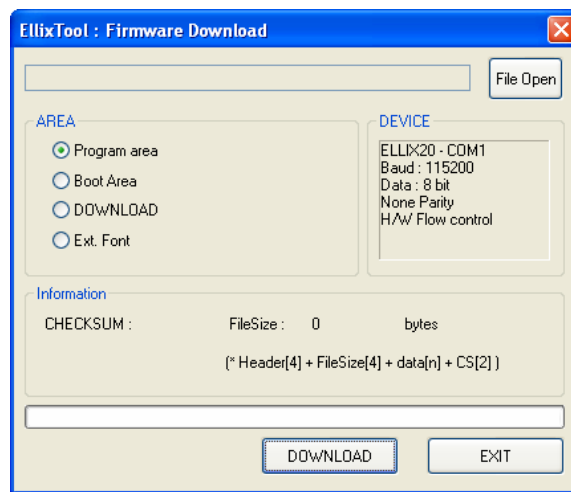 EllixTool : Firmware Download
File Open
AREA
Program area
Boot Area
DOWNLOAD
Ext. Font
DEVICE
ELLIX20 - COM1
Baud : 115200
Data : 8 bit
None Parity
H/W Flow control
Information
CHECKSUM : FileSize : 0 bytes
(* Header[4] + FileSize[4] + data[n] + CS[2] )
DOWNLOAD EXIT